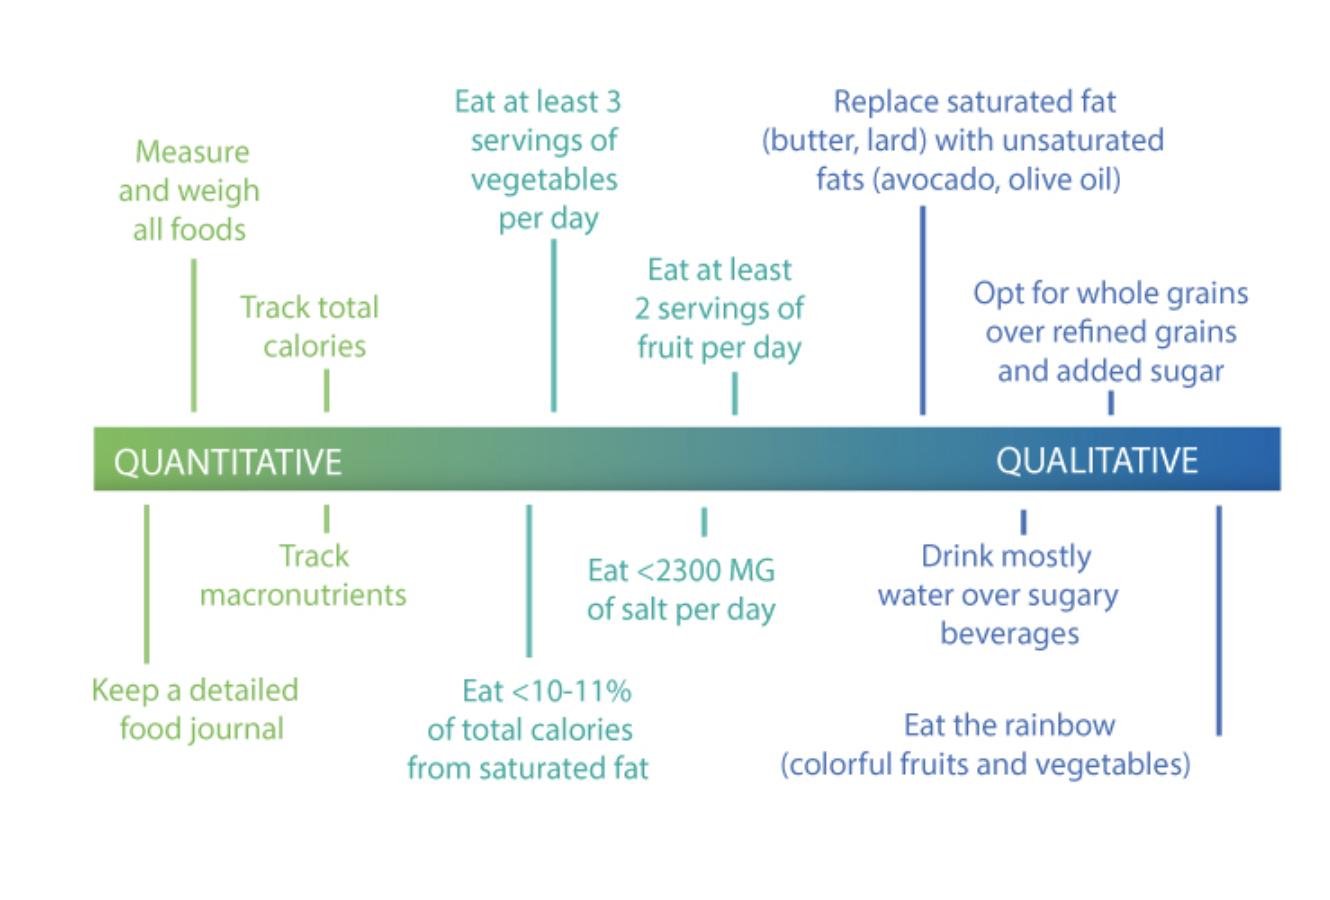 Measure
and weigh
all foods
Track total
calories
Eat at least 3
servings of
vegetables
per day
Eat at least
2 servings of
fruit per day
Replace saturated fat
(butter, lard) with unsaturated
fats (avocado, olive oil)
Opt for whole grains
over refined grains
and added sugar
QUANTITATIVE
QUALITATIVE
Keep a detailed
food journal
Track
macronutrients
Eat <10-11%
of total calories
from saturated fat
Eat <2300 MG
of salt per day
Drink mostly
water over sugary
beverages
Eat the rainbow
(colorful fruits and vegetables)